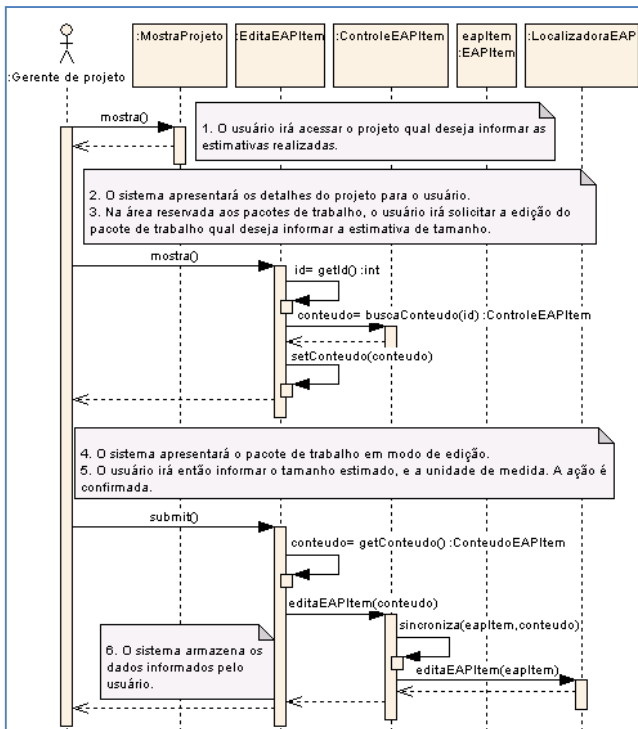 :Gerente de projeto
:MostraProjeto
:EditaEAPItem
:ControleEAPItem
eapItem
:EAPItem
:LocalizadoraEAP
mostra()
1. O usuário irá acessar o projeto qual deseja informar as
estimativas realizadas.
2. O sistema apresentará os detalhes do projeto para o usuário.
3. Na área reservada aos pacotes de trabalho, o usuário irá solicitar a edição do
pacote de trabalho qual deseja informar a estimativa de tamanho.
mostra()
id= getId() :int
conteudo= buscaConteudo(id) :ControleEAPItem
setConteudo(conteudo)
4. O sistema apresentará o pacote de trabalho em modo de edição.
5. O usuário irá então informar o tamanho estimado, e a unidade de medida. A ação é
confirmada.
submit()
conteudo= getConteudo() :ConteudoEAPItem
editaEAPItem(conteudo)
sincroniza(eapItem,conteudo)
6. O sistema armazena os
dados informados pelo
usuário.
editaEAPItem(eapItem)